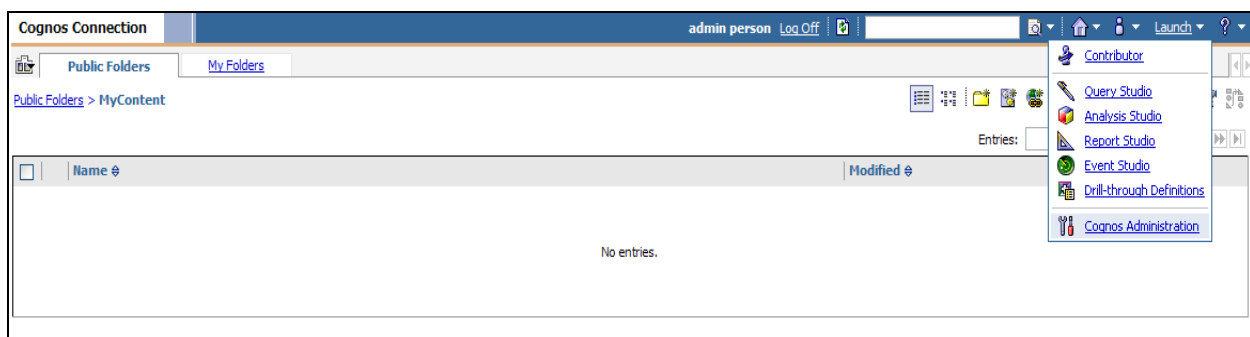 Cognos Connection
admin person Log Off
Launch
?
Public Folders
My Folders
Contributor
Public Folders > MyContent
Query Studio
Analysis Studio
Entries:
Report Studio
Event Studio
Name
Modified
Drill-through Definitions
Cognos Administration
No entries.